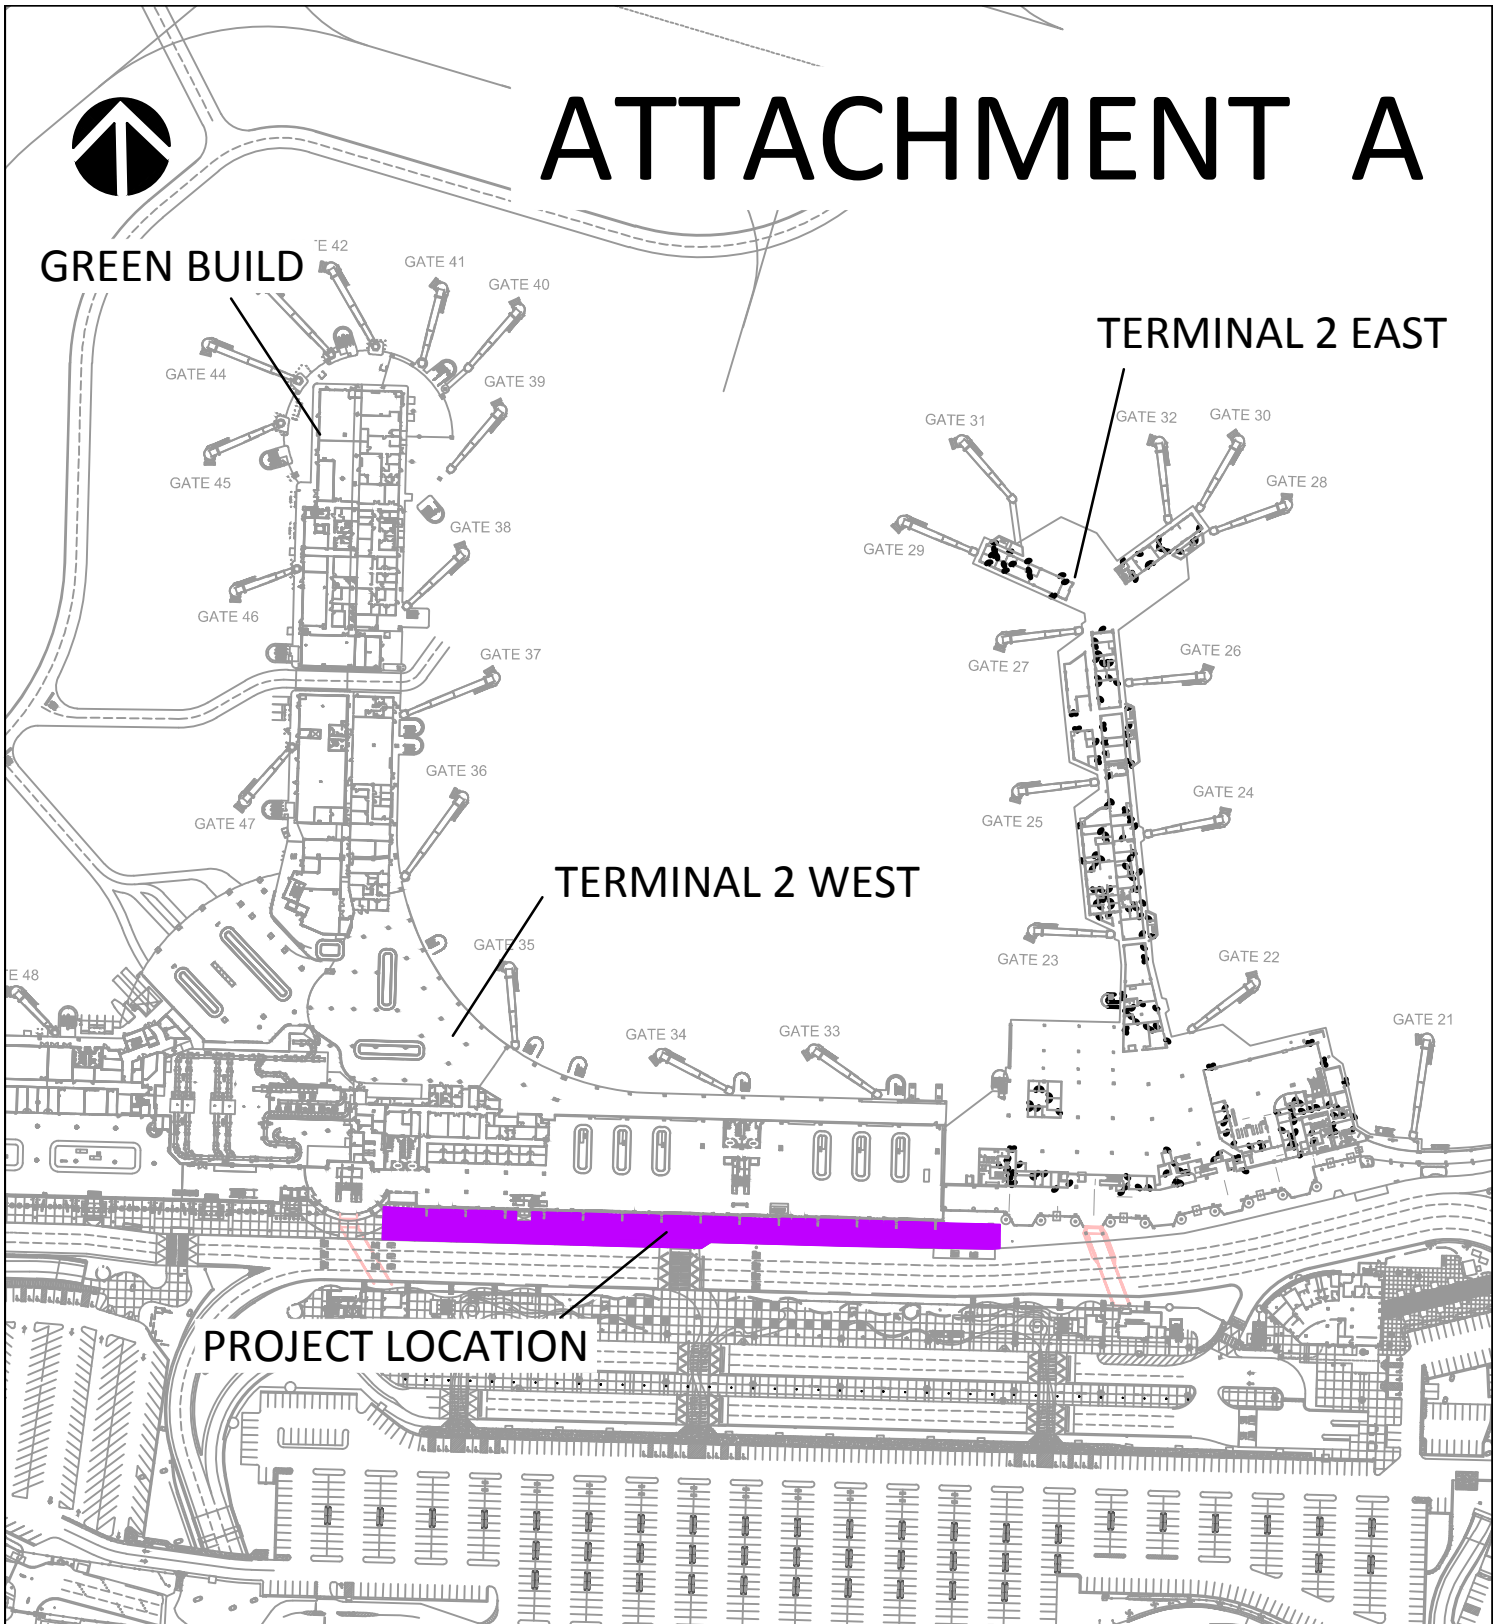 ATTACHMENT A
GREEN BUILD
E 42
GATE 41
GATE 40
TERMINAL 2 EAST
GATE 44
GATE 39
GATE 31
GATE 32
GATE 30
GATE 45
GATE 28
GATE 38
GATE 29
GATE 46
GATE 37
GATE 27
GATE 26
GATE 36
GATE 47
GATE 25
GATE 24
TERMINAL 2 WEST
GATE 35
GATE 23
GATE 22
E 48
GATE 34
GATE 33
GATE 21
PROJECT LOCATION